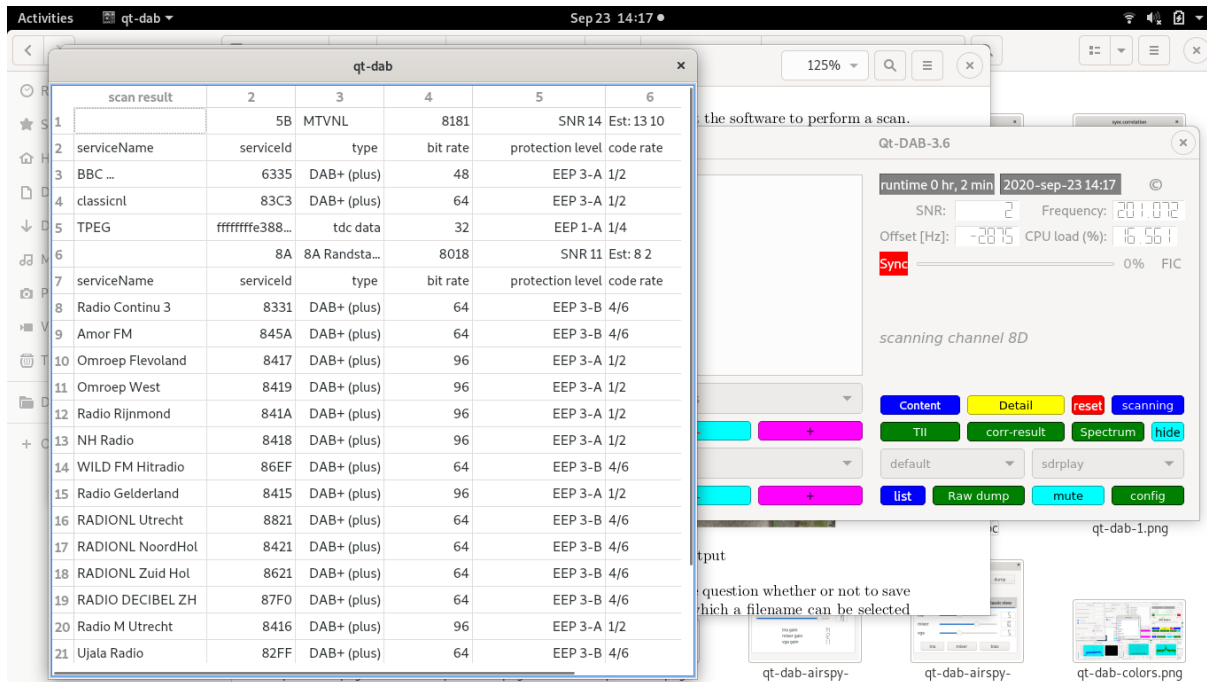 Activities qt-dab Sep 23 14:17
125%
qt-dab
scan result 2 3 4 5 6
1 5B MTVNL 8181 SNR 14 Est: 13 10
2 serviceName serviceId type bit rate protection level code rate
3 BBC ... 6335 DAB+ (plus) 48 EEP 3-A 1/2
4 classicnl 83C3 DAB+ (plus) 64 EEP 3-A 1/2
5 TPEG ffffffffe388... tdc data 32 EEP 1-A 1/4
6 8A 8A Randsta... 8018 SNR 11 Est: 8 2
7 serviceName serviceId type bit rate protection level code rate
8 Radio Continu 3 8331 DAB+ (plus) 64 EEP 3-B 4/6
9 Amor FM 845A DAB+ (plus) 64 EEP 3-B 4/6
10 Omroep Flevoland 8417 DAB+ (plus) 96 EEP 3-A 1/2
11 Omroep West 8419 DAB+ (plus) 96 EEP 3-A 1/2
12 Radio Rijnmond 841A DAB+ (plus) 96 EEP 3-A 1/2
13 NH Radio 8418 DAB+ (plus) 96 EEP 3-A 1/2
14 WILD FM Hitradio 86EF DAB+ (plus) 64 EEP 3-B 4/6
15 Radio Gelderland 8415 DAB+ (plus) 96 EEP 3-A 1/2
16 RADIONL Utrecht 8821 DAB+ (plus) 64 EEP 3-B 4/6
17 RADIONL NoordHol 8421 DAB+ (plus) 64 EEP 3-B 4/6
18 RADIONL Zuid Hol 8621 DAB+ (plus) 64 EEP 3-B 4/6
19 RADIO DECIBEL ZH 87F0 DAB+ (plus) 64 EEP 3-B 4/6
20 Radio M Utrecht 8416 DAB+ (plus) 96 EEP 3-A 1/2
21 Ujala Radio 82FF DAB+ (plus) 64 EEP 3-B 4/6
the software to perform a scan.
question whether or not to save
which a filename can be selected
Qt-DAB-3.6
runtime 0 hr, 2 min 2020-sep-23 14:17 ©
SNR: 2 Frequency: 201.072
Offset [Hz]: -2875 CPU load (%): 16.561
Sync 0% FIC
scanning channel 8D
Content Detail reset scanning
+ TII corr-result Spectrum hide
default sdrplay
+ list Raw dump mute config
qt-dab-1.png
qt-dab-airspy- qt-dab-airspy- qt-dab-colors.png